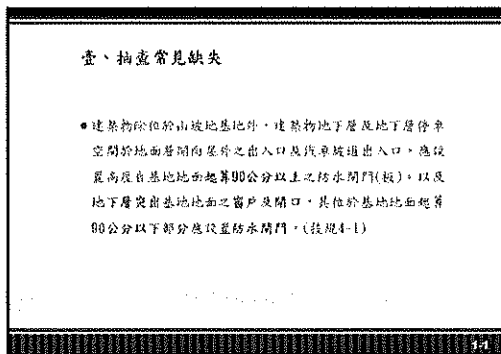 壹、抽查常見缺失
●建築物除位於山坡地基地外,建築物地下層及地下層停車
空間於地面層開向屋外之出入口及汽車坡道出入口,應設
置高度自基地地面起算90公分以上之防水閘門(板)。以及
地下層突出基地地面之窗戶及開口,其位於基地地面起算
90公分以下部分應設置防水閘門。(技規4-1)
14